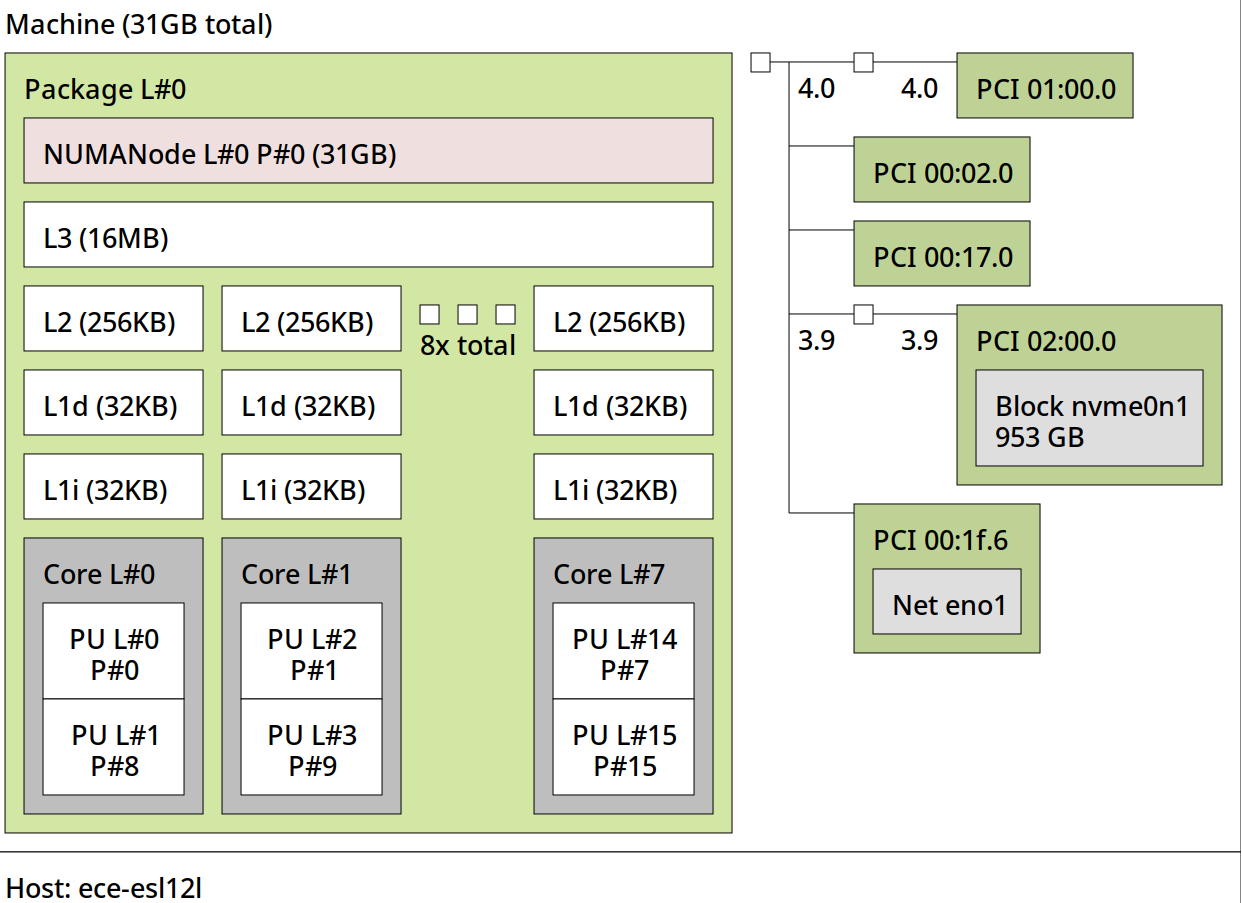 Machine (31GB total)
Package L#0
NUMANode L#0 P#0 (31GB)
L3 (16MB)
L2 (256KB)
L2 (256KB)
8x total
L2 (256KB)
L1d (32KB)
L1d (32KB)
L1d (32KB)
L1i (32KB)
L1i (32KB)
L1i (32KB)
Core L#0
PU L#0
P#0
PU L#1
P#8
Core L#1
PU L#2
P#1
PU L#3
P#9
Core L#7
PU L#14
P#7
PU L#15
P#15
4.0
4.0
PCI 01:00.0
PCI 00:02.0
PCI 00:17.0
3.9
3.9
PCI 02:00.0
Block nvme0n1
953 GB
PCI 00:1f.6
Net eno1
Host: ece-esl12l